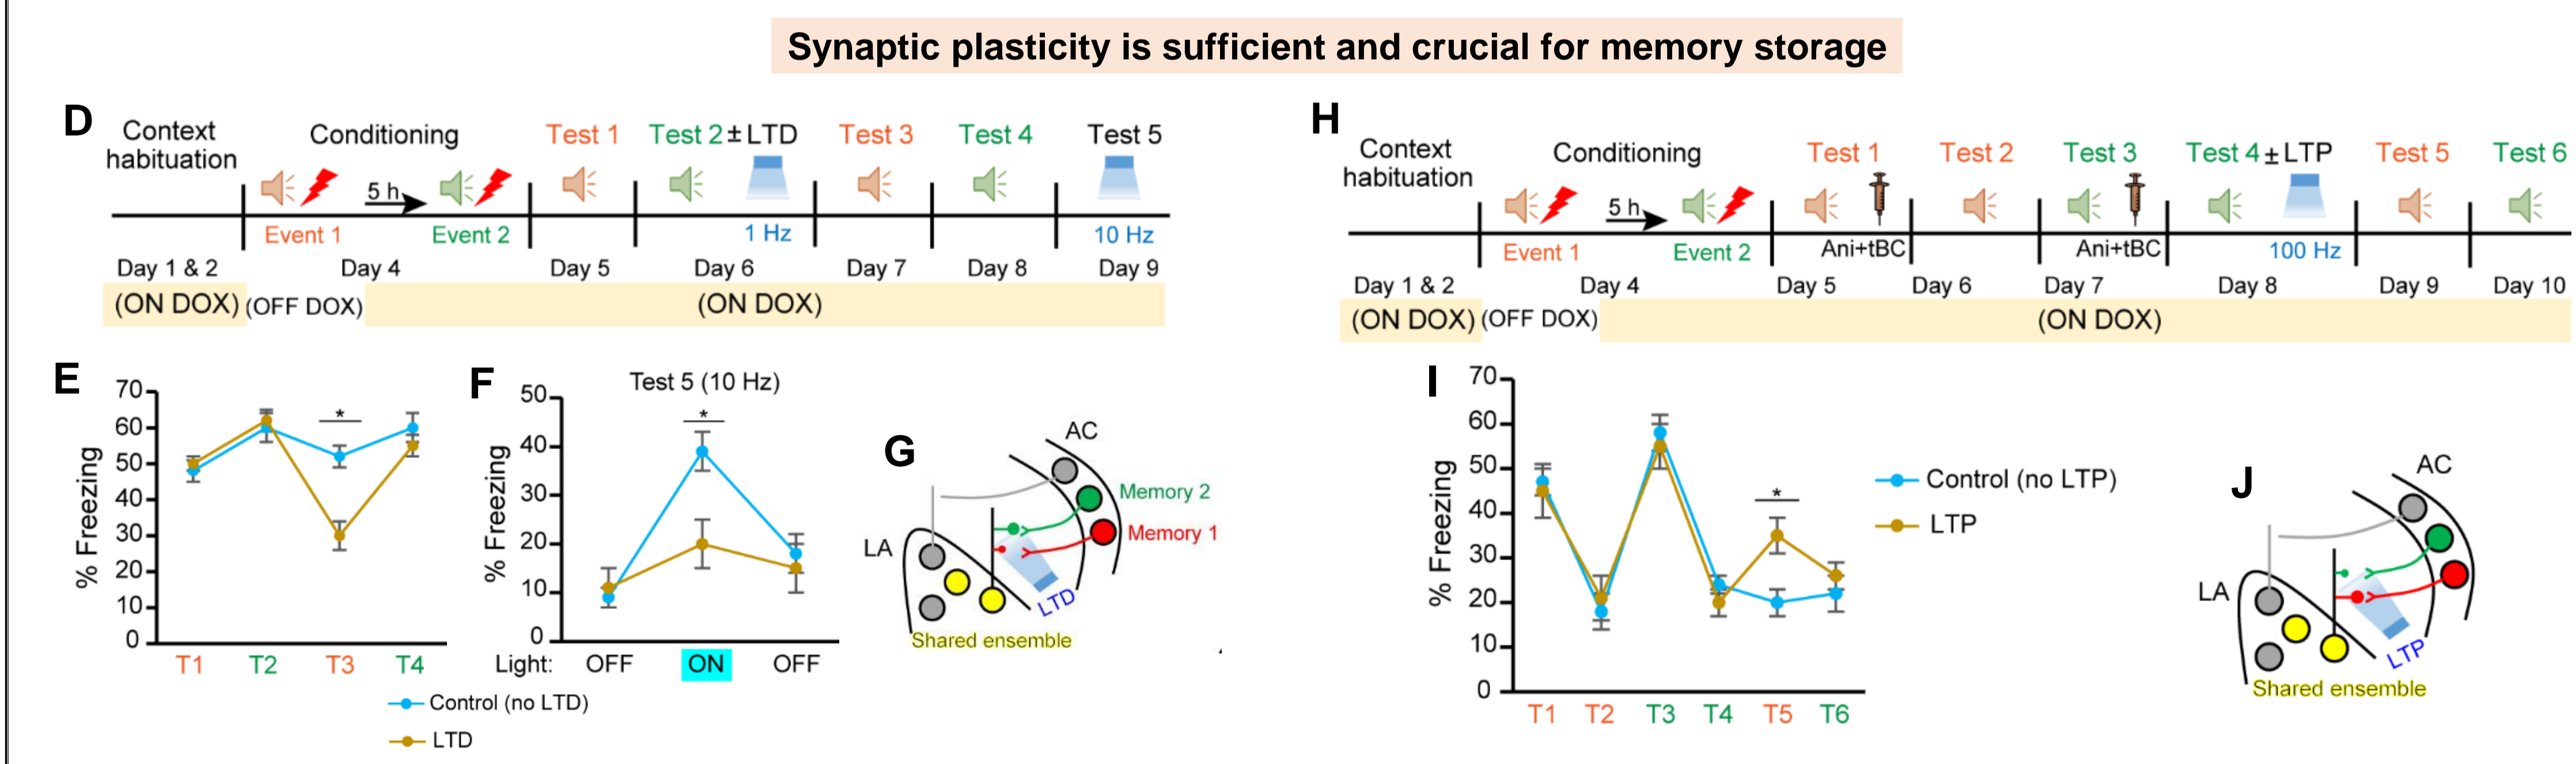 Synaptic plasticity is sufficient and crucial for memory storage
D
Context
habituation
Conditioning
Test 1
Test 2 ± LTD
Test 3
Test 4
Test 5
5 h
Event 1
Event 2
1 Hz
10 Hz
Day 1 & 2
Day 4
Day 5
Day 6
Day 7
Day 8
Day 9
(ON DOX)
(OFF DOX)
(ON DOX)
H
Context
habituation
Conditioning
Test 1
Test 2
Test 3
Test 4 ± LTP
Test 5
Test 6
5 h
Event 1
Event 2
Ani+tBC
Ani+tBC
100 Hz
Day 1 & 2
Day 4
Day 5
Day 6
Day 7
Day 8
Day 9
Day 10
(ON DOX)
(OFF DOX)
(ON DOX)
E
% Freezing
70
60
50
40
30
20
10
0
*
T1
T2
T3
T4
F
Test 5 (10 Hz)
% Freezing
50
40
30
20
10
0
*
Light:
OFF
ON
OFF
Control (no LTD)
LTD
G
AC
Memory 2
Memory 1
LA
LTD
Shared ensemble
I
% Freezing
70
60
50
40
30
20
10
0
*
T1
T2
T3
T4
T5
T6
Control (no LTP)
LTP
J
AC
LA
LTP
Shared ensemble